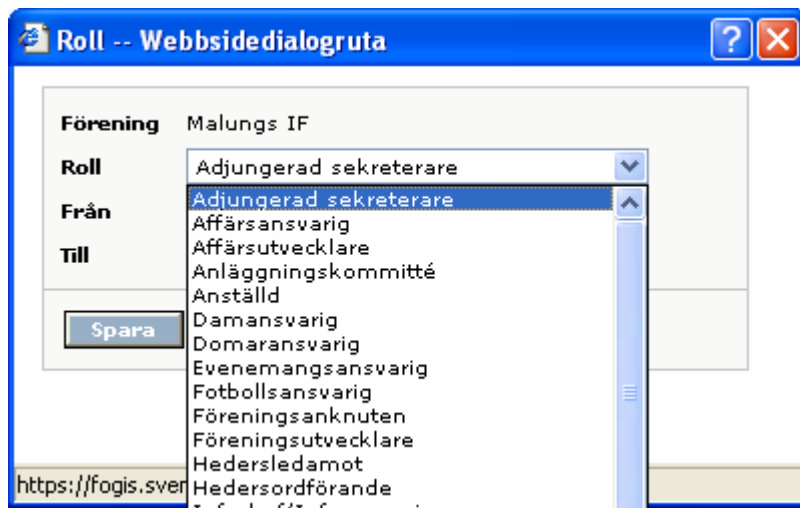 Roll -- Webbsidedialogruta
Förening Malungs IF
Roll Adjungerad sekreterare
Adjungerad sekreterare
Från
Affärsansvarig
Affärsutvecklare
Till
Anläggningskommitté
Anställd
Damansvarig
Spara
Domaransvarig
Evenemangsansvarig
Fotbollsansvarig
Föreningsanknuten
Föreningsutvecklare
Hedersledamot
https://fogis.sver
Hedersordförande